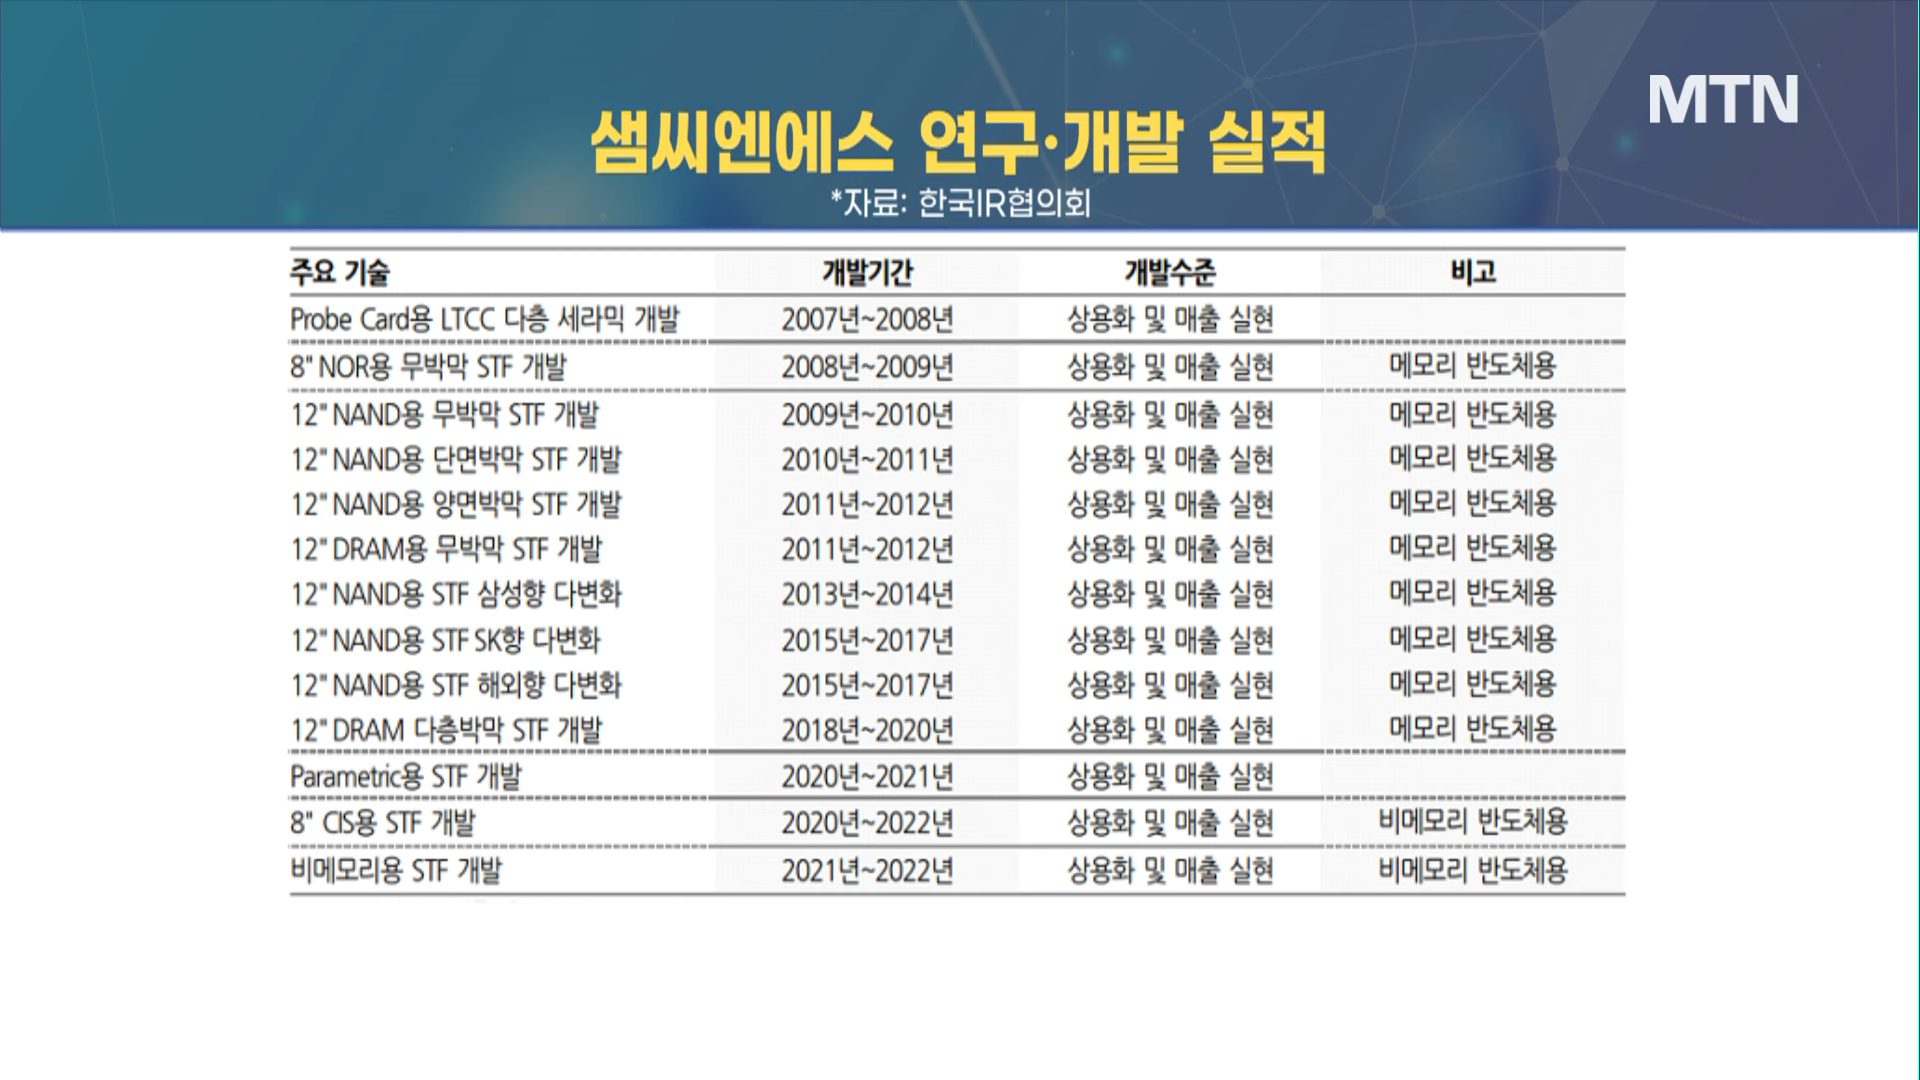 MTN
샘씨엔에스 연구·개발 실적
*자료: 한국IR협의회
주요 기술 개발기간 개발수준 비고
Probe Card용 LTCC 다층 세라믹 개발 2007년~2008년 상용화 및 매출 실현
8" NOR용 무박막 STF 개발 2008년~2009년 상용화 및 매출 실현 메모리 반도체용
12" NAND용 무박막 STF 개발 2009년~2010년 상용화 및 매출 실현 메모리 반도체용
12" NAND용 단면박막 STF 개발 2010년~2011년 상용화 및 매출 실현 메모리 반도체용
12" NAND용 양면박막 STF 개발 2011년~2012년 상용화 및 매출 실현 메모리 반도체용
12" DRAM용 무박막 STF 개발 2011년~2012년 상용화 및 매출 실현 메모리 반도체용
12" NAND용 STF 삼성향 다변화 2013년~2014년 상용화 및 매출 실현 메모리 반도체용
12" NAND용 STF SK향 다변화 2015년~2017년 상용화 및 매출 실현 메모리 반도체용
12" NAND용 STF 해외향 다변화 2015년~2017년 상용화 및 매출 실현 메모리 반도체용
12" DRAM 다층박막 STF 개발 2018년~2020년 상용화 및 매출 실현 메모리 반도체용
Parametric용 STF 개발 2020년~2021년 상용화 및 매출 실현
8" CIS용 STF 개발 2020년~2022년 상용화 및 매출 실현 비메모리 반도체용
비메모리용 STF 개발 2021년~2022년 상용화 및 매출 실현 비메모리 반도체용